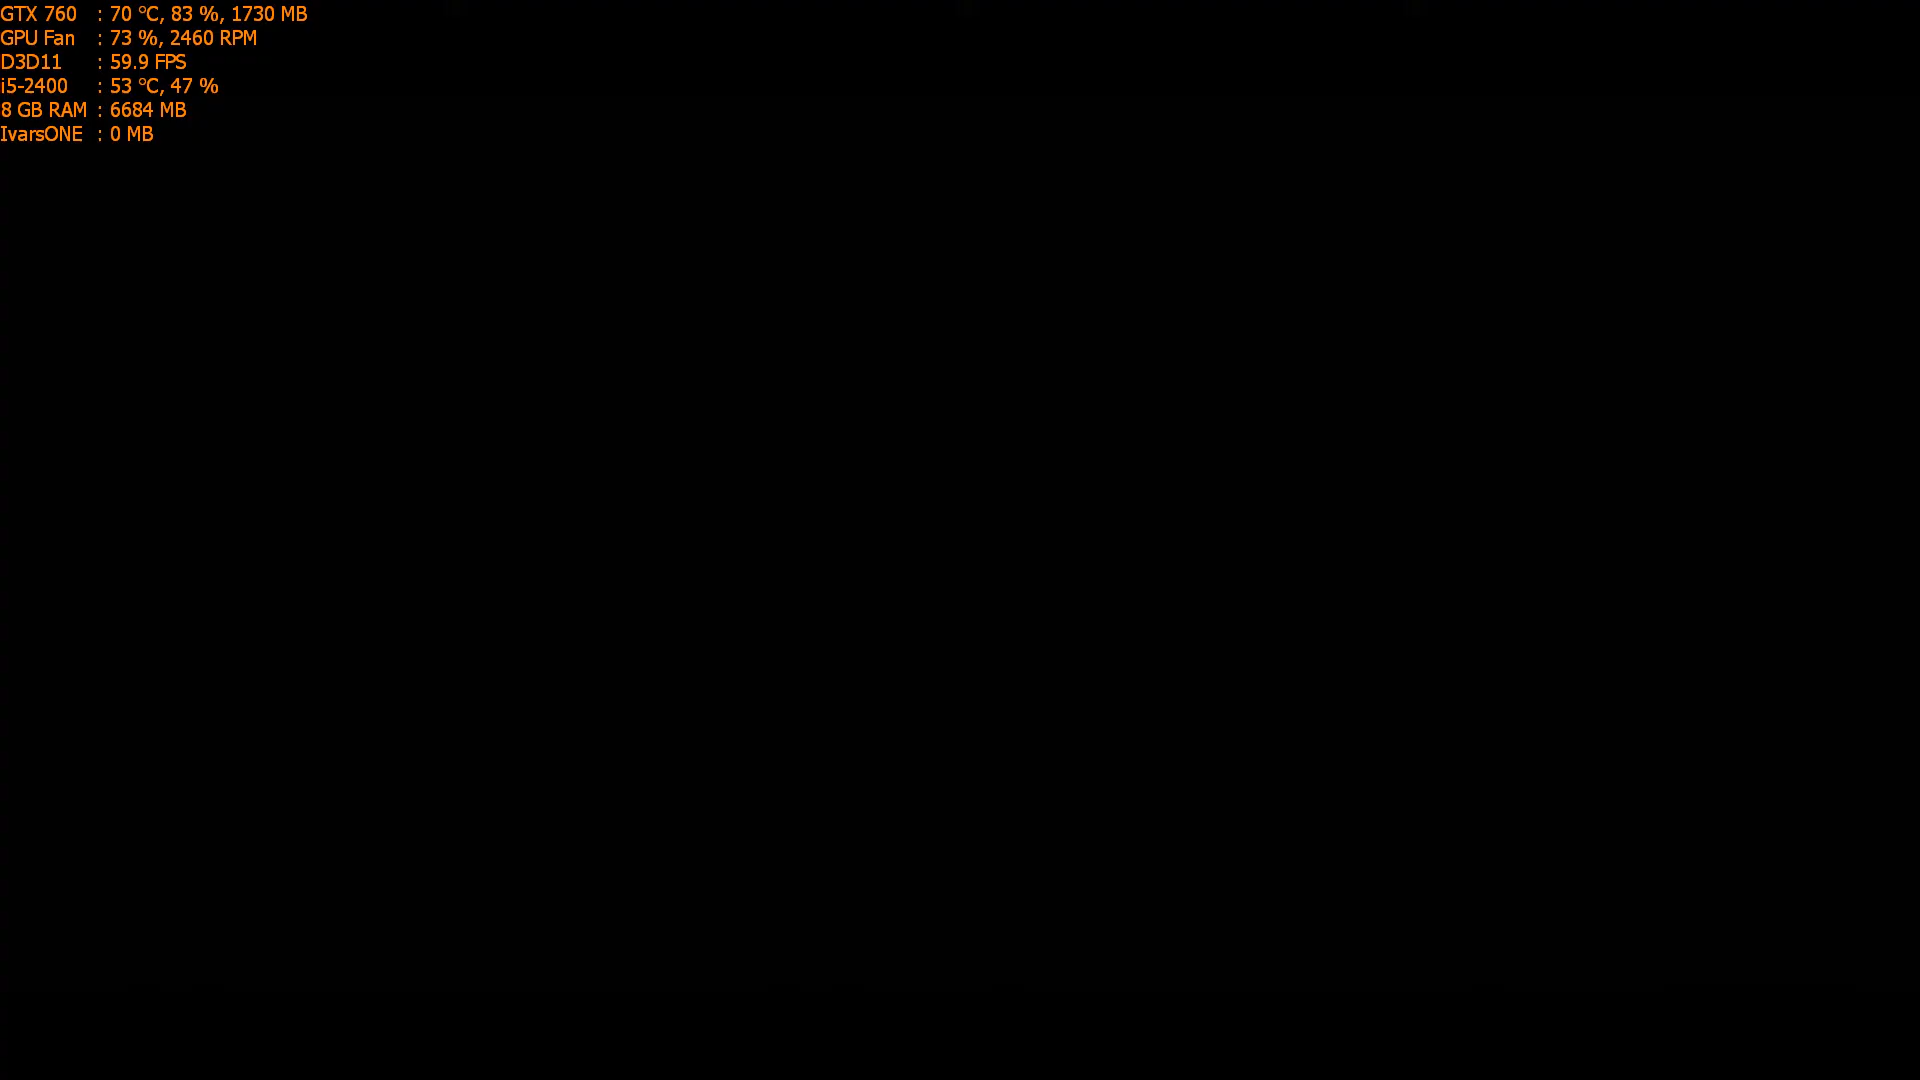 GTX 760 : 70 °C, 83 %, 1730 MB
GPU Fan : 73 %, 2460 RPM
D3D11 : 59.9 FPS
i5-2400 : 53 °C, 47 %
8 GB RAM : 6684 MB
IvarsONE : 0 MB